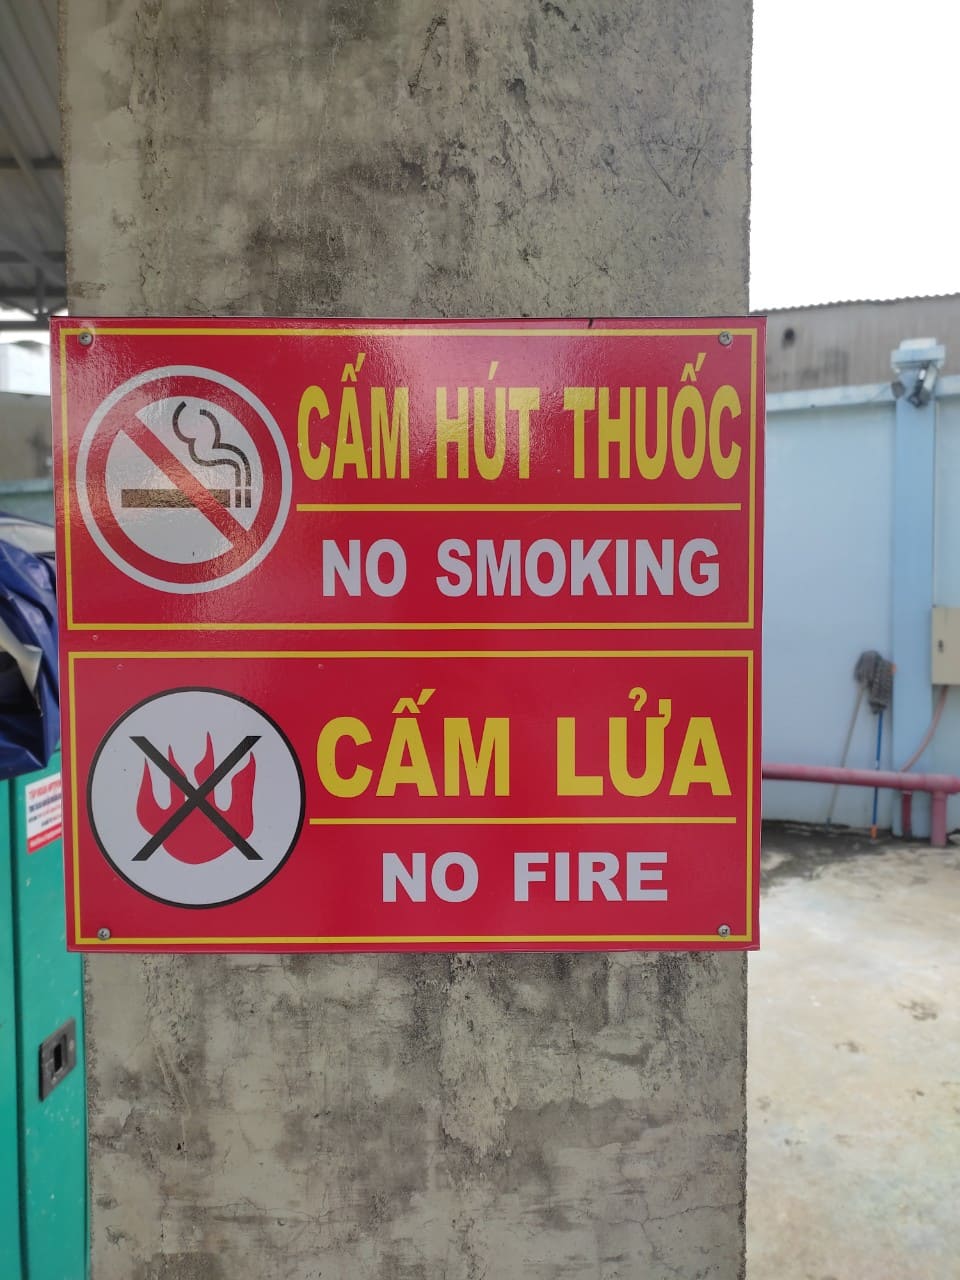 CẤM HÚT THUỐC
NO SMOKING
CẤM LỬA
NO FIRE